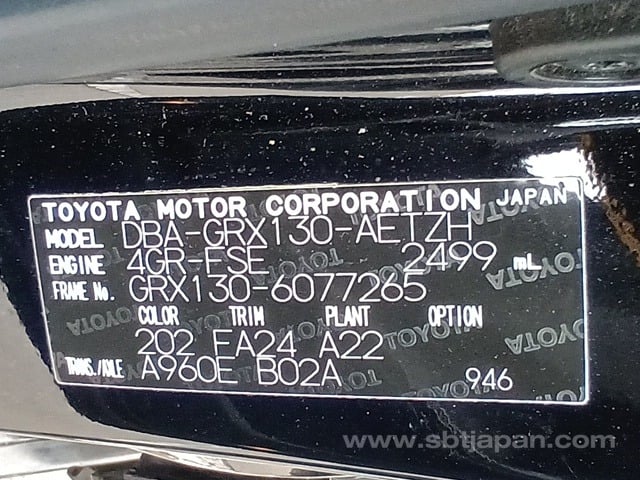 TOYOTA MOTOR CORPORATION JAPAN
MODEL DBA-GRX130-AETZH
ENGINE 4GR-FSE 2499 mL
FRAME No. GRX130-6077265
COLOR TRIM PLANT OPTION
202 FA24 A22
TRANS./AXLE A960E B02A 946
www.sbtjapan.com